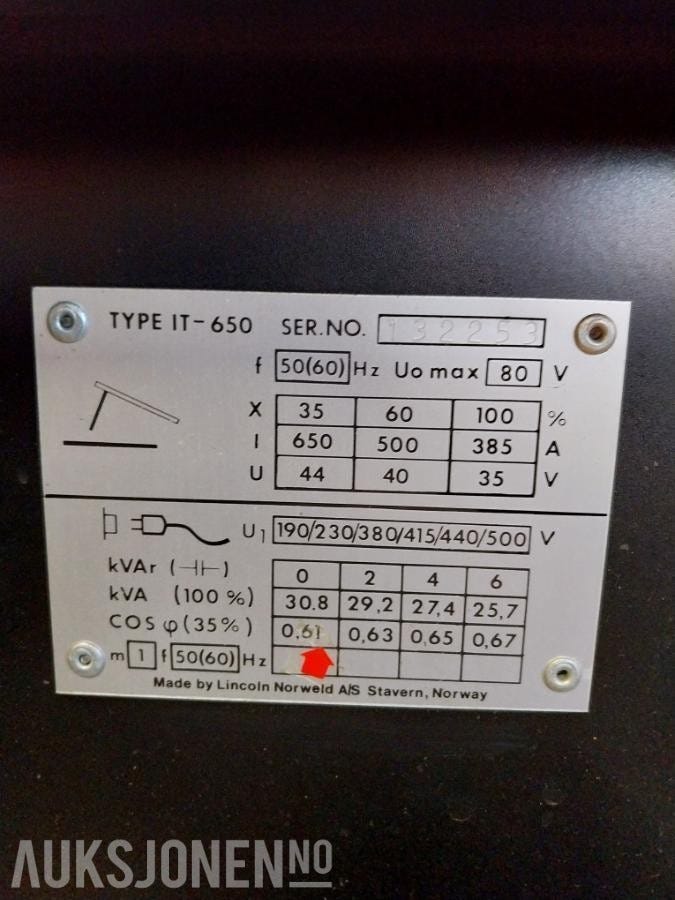 TYPE IT-650 SER.NO. 132253
f 50(60) Hz Uo max 80 V
X 35 60 100 %
I 650 500 385 A
U 44 40 35 V
U1 190/230/380/415/440/500 V
kVAr ( ) 0 2 4 6
kVA (100 %) 30.8 29,2 27,4 25,7
COS φ (35%) 0,61 0,63 0,65 0,67
m 1 f 50(60) Hz
Made by Lincoln Norweld A/S Stavern, Norway
AUKSJONEN NO